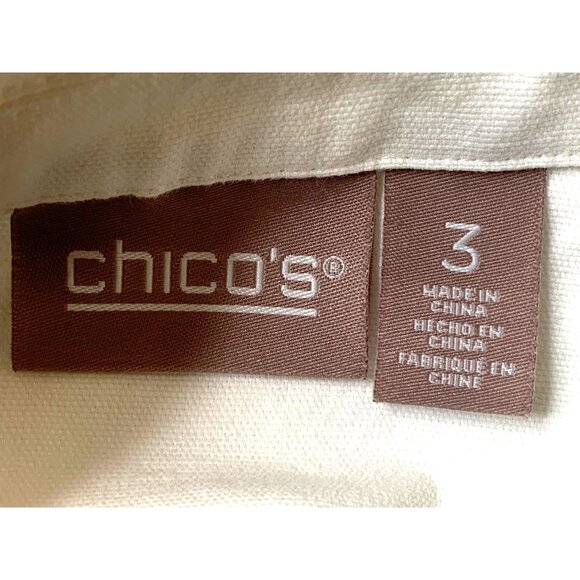 chico's®
3
MADE IN
CHINA
HECHO EN
CHINA
FABRIQUÉ EN
CHINE